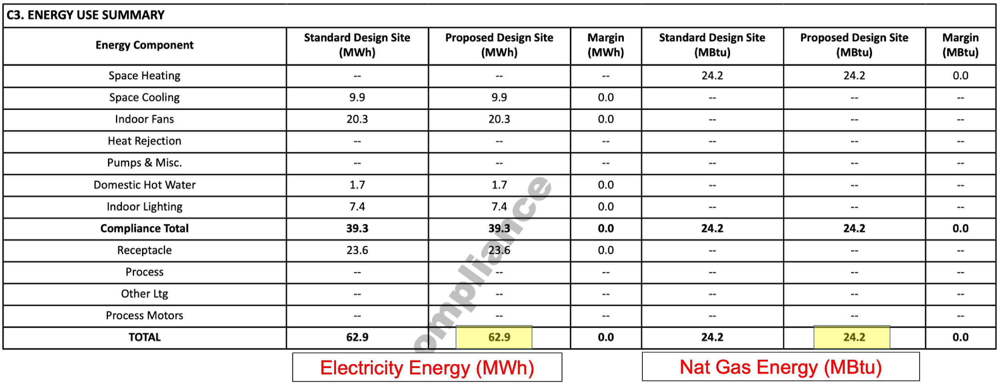 C3. ENERGY USE SUMMARY
Energy Component Standard Design Site (MWh) Proposed Design Site (MWh) Margin (MWh) Standard Design Site (MBtu) Proposed Design Site (MBtu) Margin (MBtu)
Space Heating -- -- -- 24.2 24.2 0.0
Space Cooling 9.9 9.9 0.0 -- -- --
Indoor Fans 20.3 20.3 0.0 -- -- --
Heat Rejection -- -- -- -- -- --
Pumps & Misc. -- -- -- -- -- --
Domestic Hot Water 1.7 1.7 0.0 -- -- --
Indoor Lighting 7.4 7.4 0.0 -- -- --
Compliance Total 39.3 39.3 0.0 24.2 24.2 0.0
Receptacle 23.6 23.6 0.0 -- -- --
Process -- -- -- -- -- --
Other Ltg -- -- -- -- -- --
Process Motors -- -- -- -- -- --
TOTAL 62.9 62.9 0.0 24.2 24.2 0.0
ompliance
Electricity Energy (MWh)
Nat Gas Energy (MBtu)